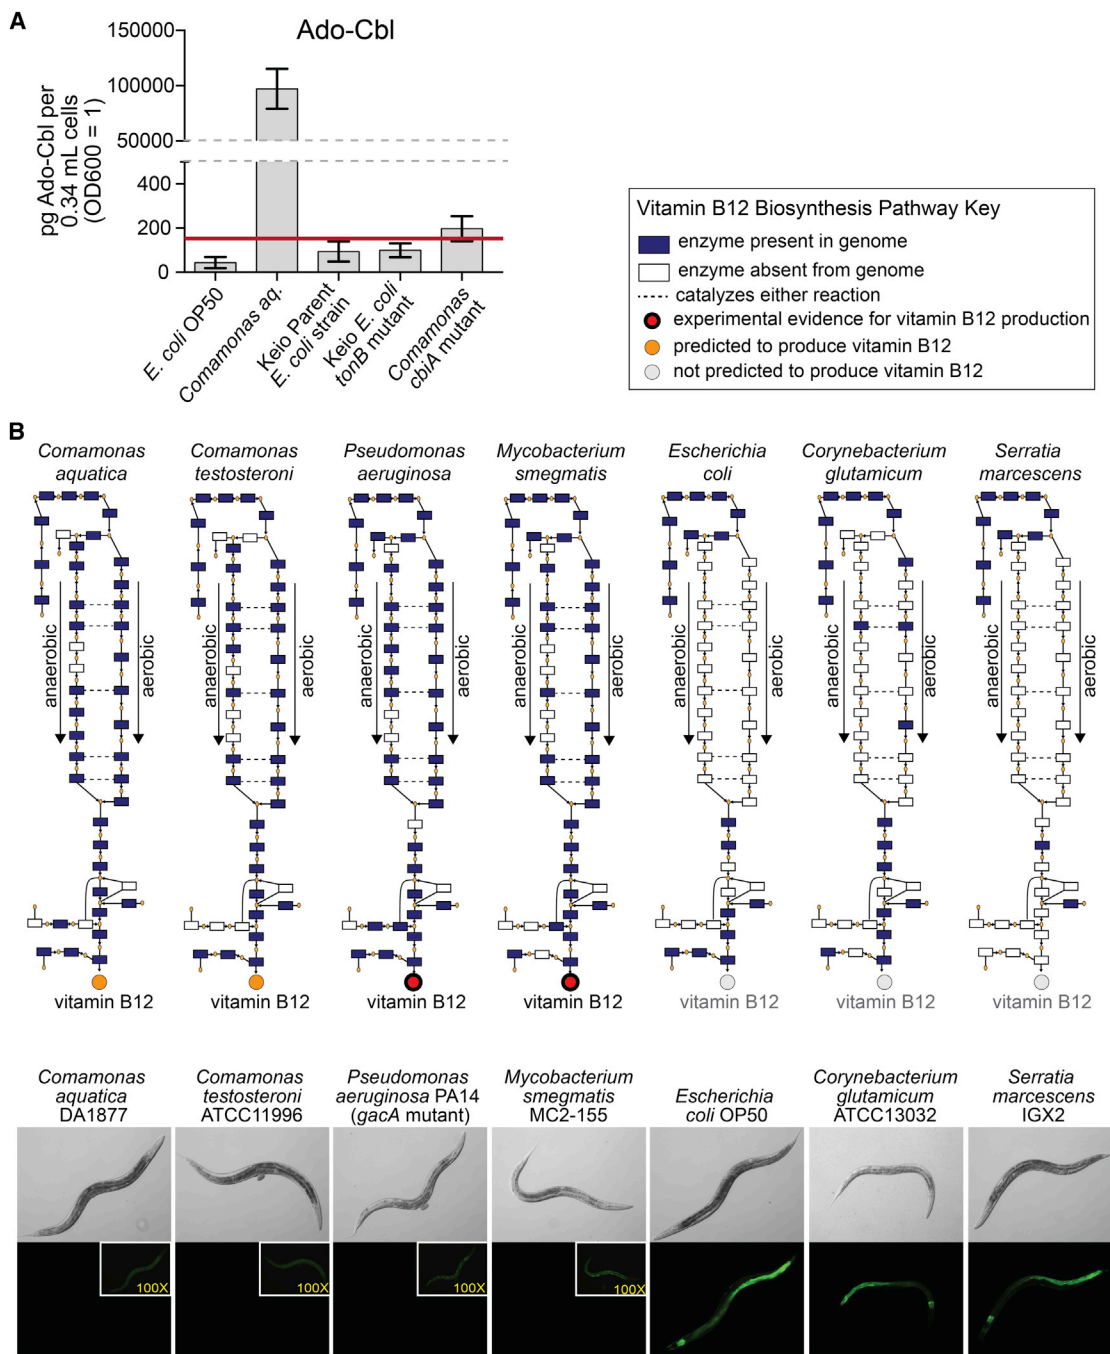 A
Ado-Cbl
pg Ado-Cbl per
0.34 mL cells
(OD600 = 1)
150000
100000
50000
400
200
0
E. coli OP50
Comamonas aq.
Keio Parent
E. coli strain
Keio E. coli
tonB mutant
Comamonas
cbiA mutant
Vitamin B12 Biosynthesis Pathway Key
enzyme present in genome
enzyme absent from genome
catalyzes either reaction
experimental evidence for vitamin B12 production
predicted to produce vitamin B12
not predicted to produce vitamin B12
B
Comamonas
aquatica
Comamonas
testosteroni
Pseudomonas
aeruginosa
Mycobacterium
smegmatis
Escherichia
coli
Corynebacterium
glutamicum
Serratia
marcescens
anaerobic
aerobic
anaerobic
aerobic
anaerobic
aerobic
anaerobic
aerobic
anaerobic
aerobic
anaerobic
aerobic
anaerobic
aerobic
vitamin B12
vitamin B12
vitamin B12
vitamin B12
vitamin B12
vitamin B12
vitamin B12
Comamonas
aquatica
DA1877
Comamonas
testosteroni
ATCC11996
Pseudomonas
aeruginosa PA14
(gacA mutant)
Mycobacterium
smegmatis
MC2-155
Escherichia
coli OP50
Corynebacterium
glutamicum
ATCC13032
Serratia
marcescens
IGX2
100X
100X
100X
100X